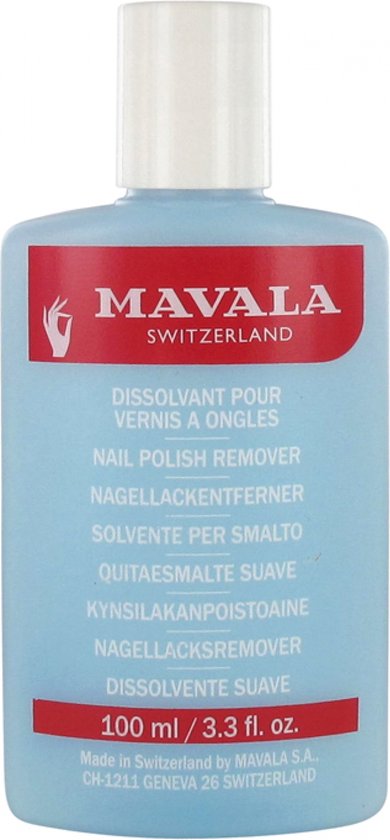 MAVALA
SWITZERLAND
DISSOLVANT POUR
VERNIS A ONGLES
NAIL POLISH REMOVER
NAGELLACKENTFERNER
SOLVENTE PER SMALTO
QUITAESMALTE SUAVE
KYNSILAKANPOISTOAINE
NAGELLACKSREMOVER
DISSOLVENTE SUAVE
100 ml / 3.3 fl. oz.
Made in Switzerland by MAVALA S.A.,
CH-1211 GENEVA 26 SWITZERLAND